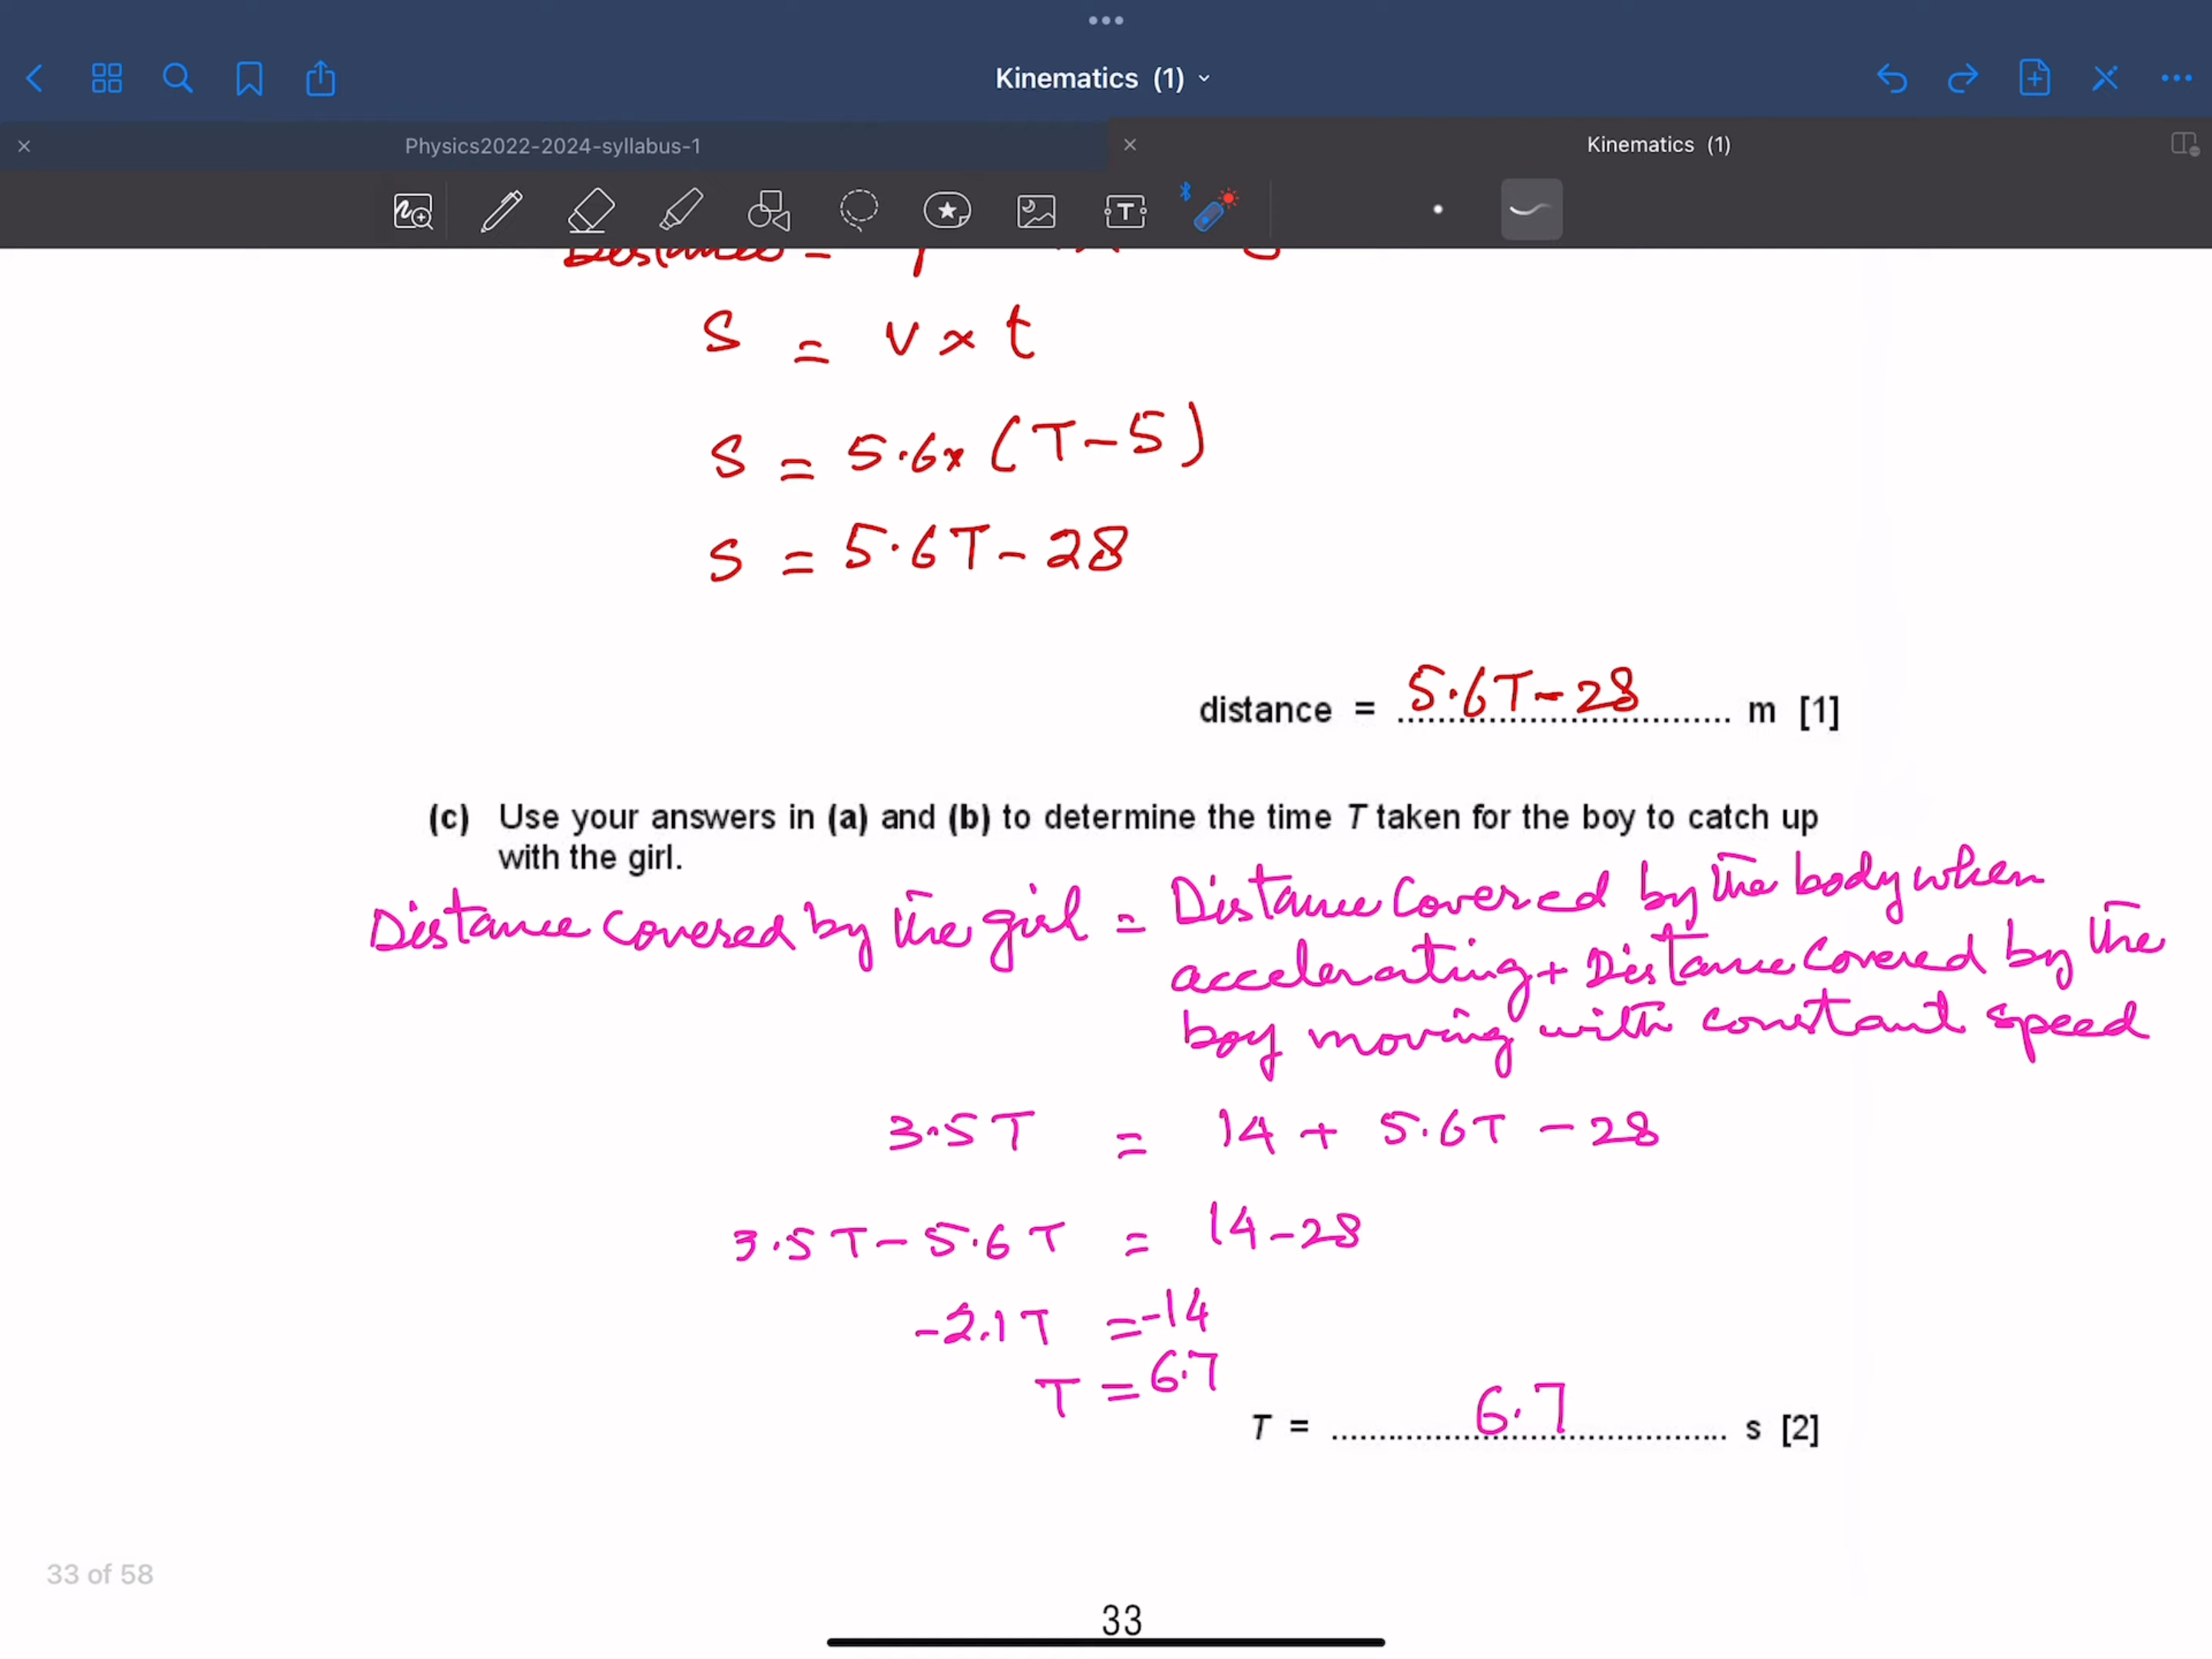 Kinematics (1)
Physics2022-2024-syllabus-1
Kinematics (1)
T
Distance =
S = v × t
S = 5.6× (T-5)
S = 5.6T - 28
distance = 5.6T-28 m [1]
(c) Use your answers in (a) and (b) to determine the time T taken for the boy to catch up
with the girl.
Distance covered by the girl = Distance covered by the body when
accelerating + Distance covered by the
boy moving with constant speed
3.5T = 14 + 5.6T - 28
3.5T - 5.6T = 14-28
-2.1T = -14
T = 6.7
T = 6.7 s [2]
33 of 58
33